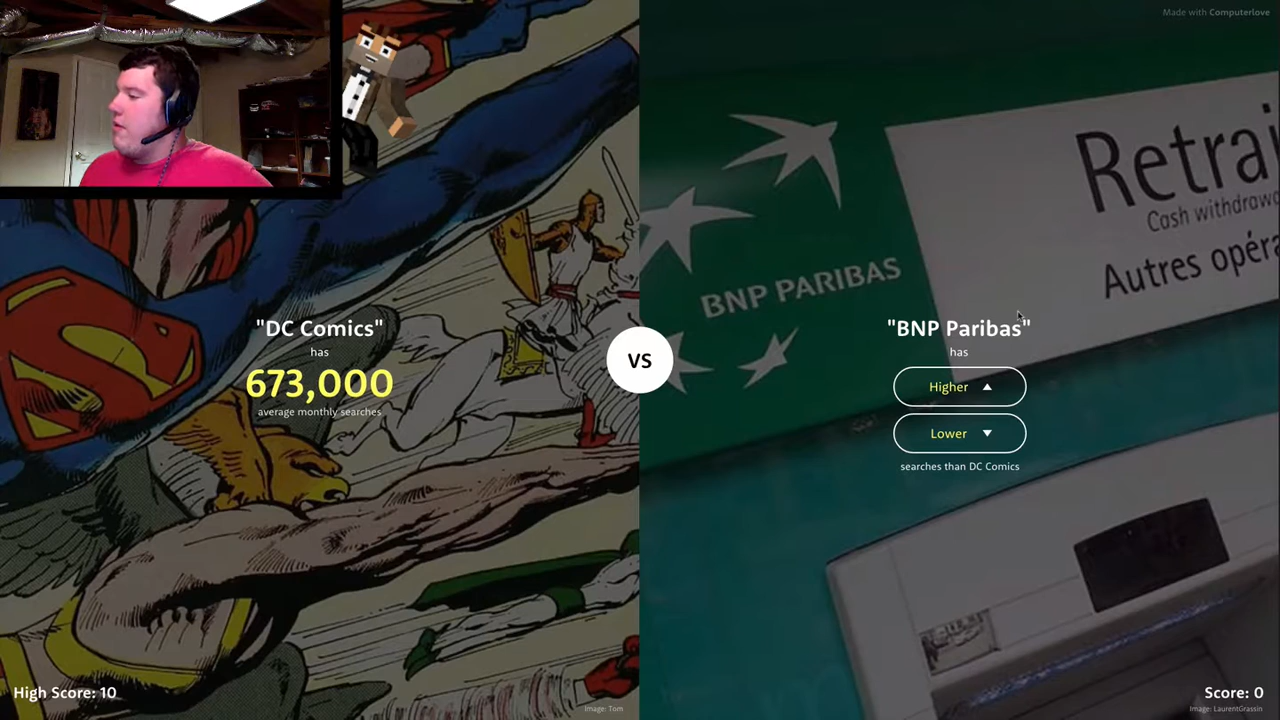 Made with Computerlove
Retrai
Cash withdrawa
Autres opéra
BNP PARIBAS
"DC Comics"
has
673,000
average monthly searches
VS
"BNP Paribas"
has
Higher
Lower
searches than DC Comics
High Score: 10
Score: 0
Image: Tom
Image: LaurentGrassin